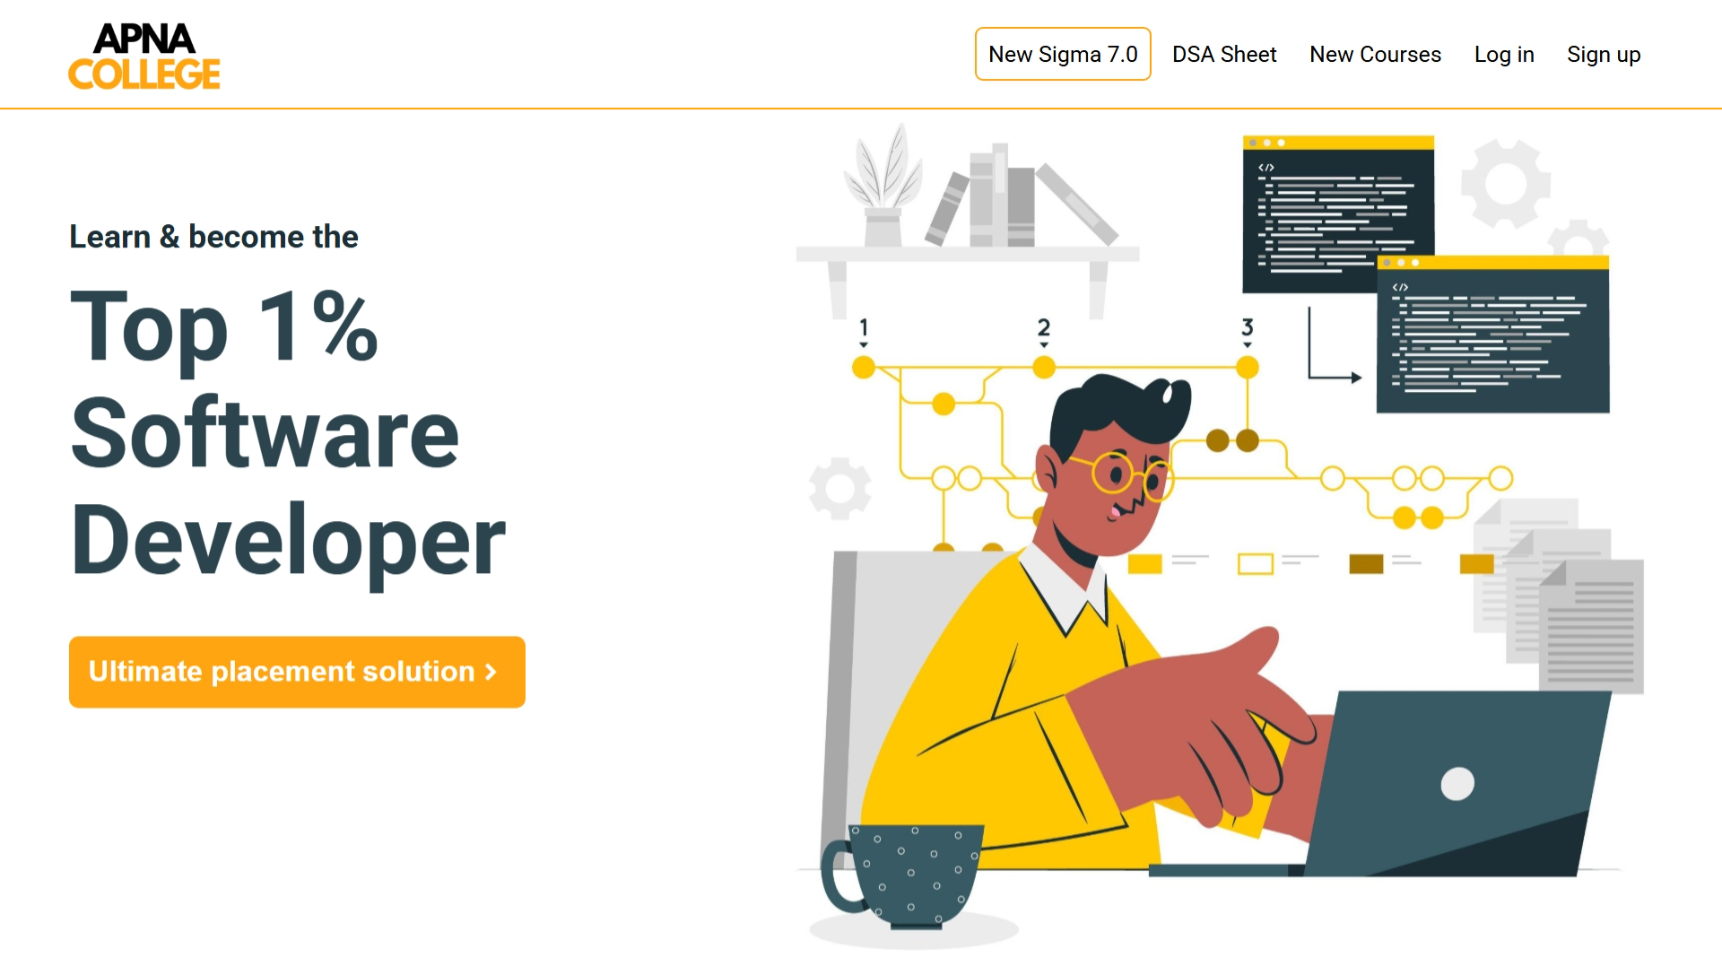 APNA
COLLEGE
New Sigma 7.0
DSA Sheet
New Courses
Log in
Sign up
Learn & become the
Top 1%
Software
Developer
Ultimate placement solution >
</>
</>
1
2
3